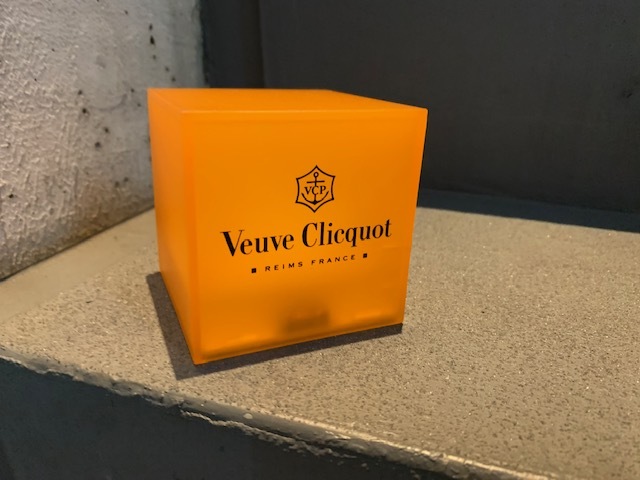 VCP
Veuve Clicquot
▪ REIMS FRANCE ▪